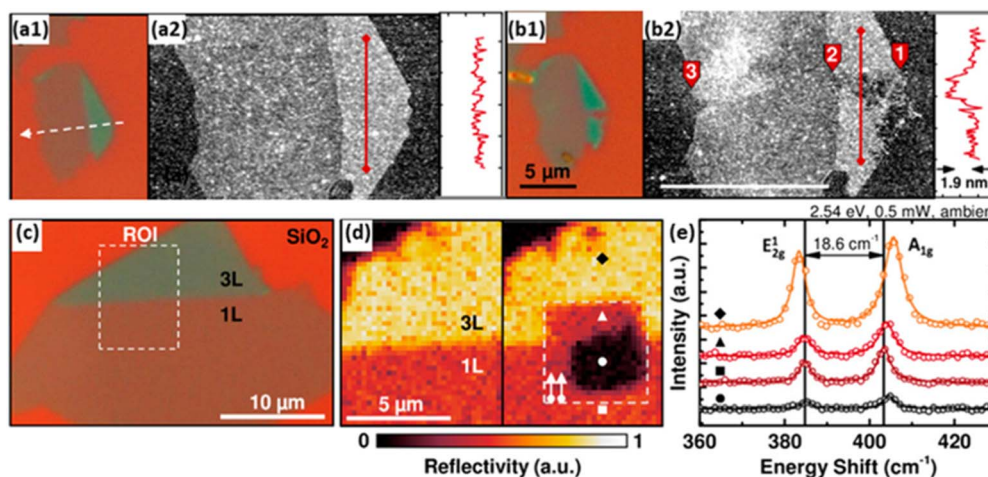 (a1)
(a2)
(b1)
(b2)
3
2
1
5 µm
1.9 nm
(c)
ROI
SiO2
3L
1L
10 µm
(d)
3L
1L
5 µm
0
1
Reflectivity (a.u.)
2.54 eV, 0.5 mW, ambien
(e)
E12g
18.6 cm-1
A1g
Intensity (a.u.)
360 380 400 420
Energy Shift (cm-1)